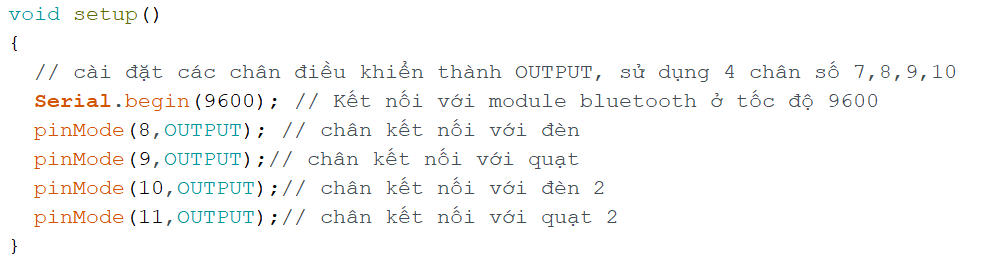 void setup()
{
  // cài đặt các chân điều khiển thành OUTPUT, sử dụng 4 chân số 7,8,9,10
  Serial.begin(9600); // Kết nối với module bluetooth ở tốc độ 9600
  pinMode(8,OUTPUT); // chân kết nối với đèn
  pinMode(9,OUTPUT);// chân kết nối với quạt
  pinMode(10,OUTPUT);// chân kết nối với đèn 2
  pinMode(11,OUTPUT);// chân kết nối với quạt 2
}